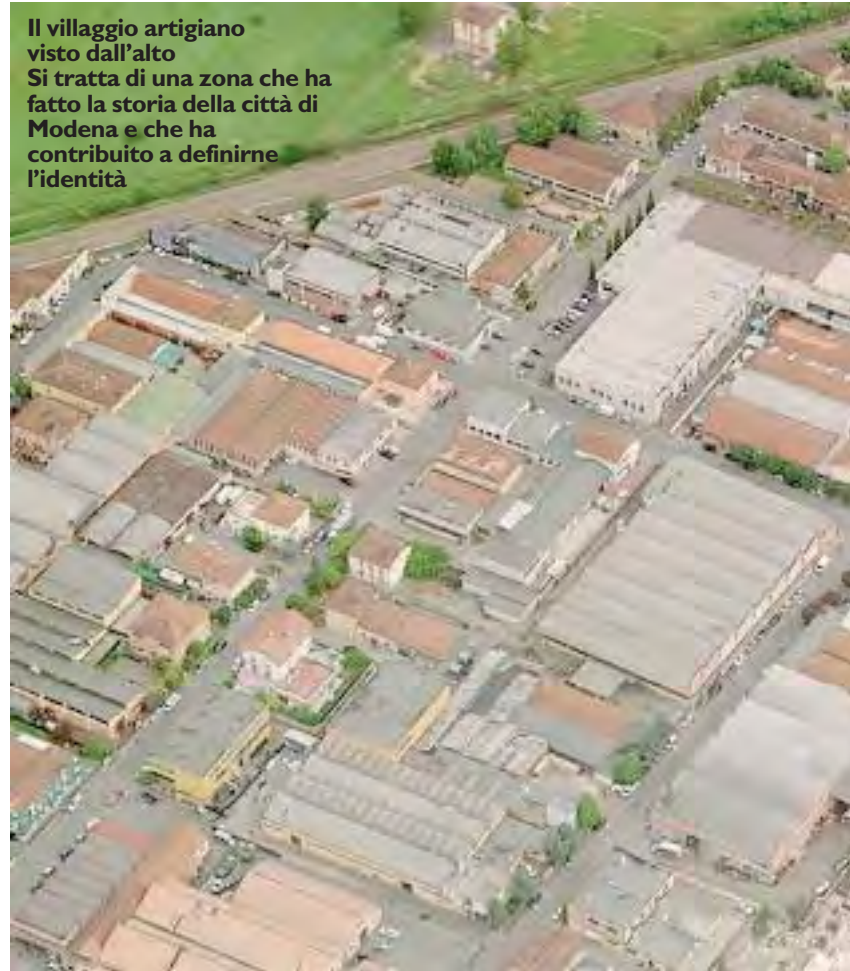 Il villaggio artigiano
visto dall'alto
Si tratta di una zona che ha
fatto la storia della città di
Modena e che ha
contribuito a definirne
l'identità